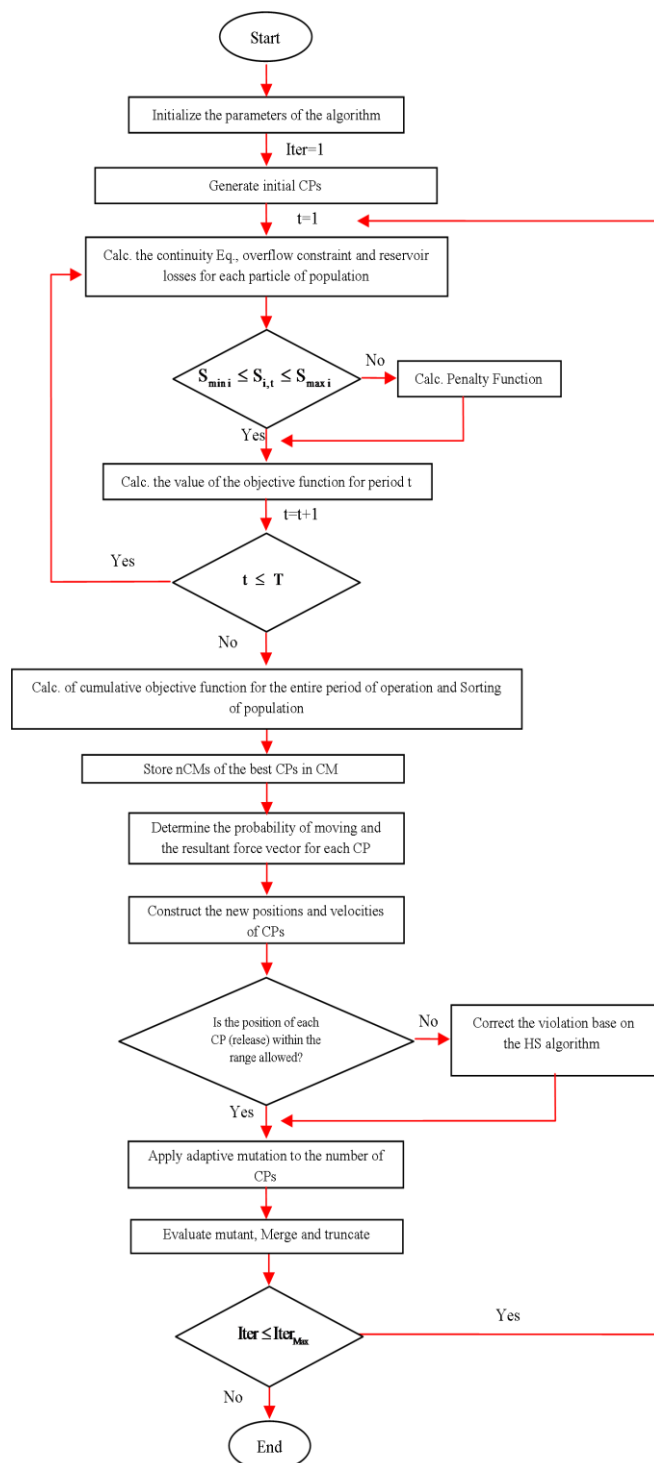 Start
Initialize the parameters of the algorithm
Iter=1
Generate initial CPs
t=1
Calc. the continuity Eq., overflow constraint and reservoir
losses for each particle of population
S_min i ≤ S_i,t ≤ S_max i
No
Calc. Penalty Function
Yes
Calc. the value of the objective function for period t
t=t+1
Yes
t ≤ T
No
Calc. of cumulative objective function for the entire period of operation and Sorting
of population
Store nCMs of the best CPs in CM
Determine the probability of moving and
the resultant force vector for each CP
Construct the new positions and velocities
of CPs
Is the position of each
CP (release) within the
range allowed?
No
Correct the violation base on
the HS algorithm
Yes
Apply adaptive mutation to the number of
CPs
Evaluate mutant, Merge and truncate
Iter ≤ Iter_Max
Yes
No
End